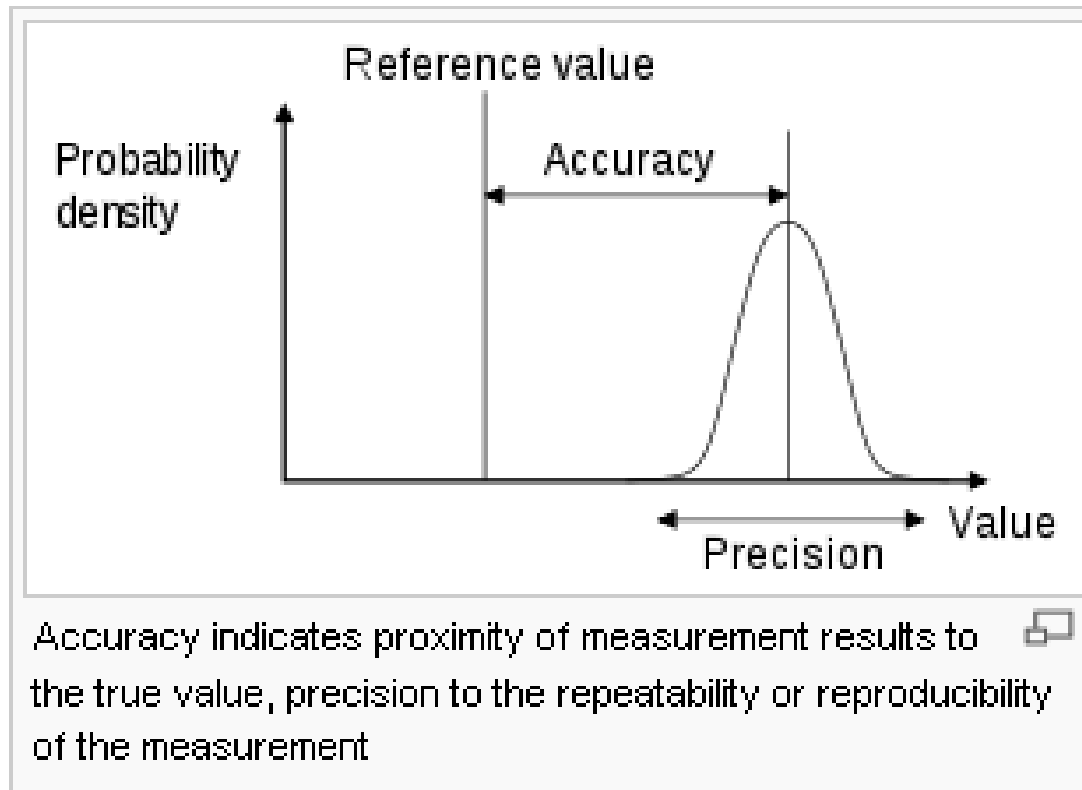 Reference value
Probability
density
Accuracy
Value
Precision
Accuracy indicates proximity of measurement results to
the true value, precision to the repeatability or reproducibility
of the measurement